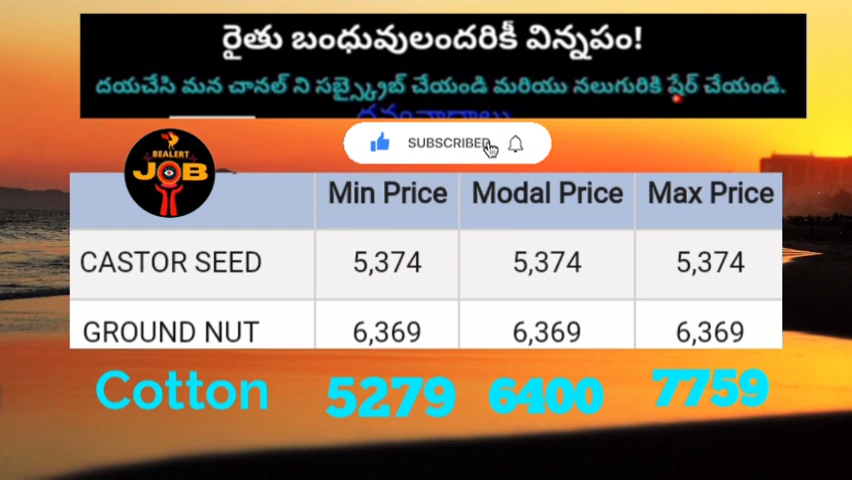 రైతు బంధువులందరికీ విన్నపం!
దయచేసి మన చానల్ ని సబ్స్క్రైబ్ చేయండి మరియు నలుగురికి షేర్ చేయండి.
BEALERT
JOB
SUBSCRIBED
Min Price Modal Price Max Price
CASTOR SEED 5,374 5,374 5,374
GROUND NUT 6,369 6,369 6,369
Cotton 5279 6400 7759